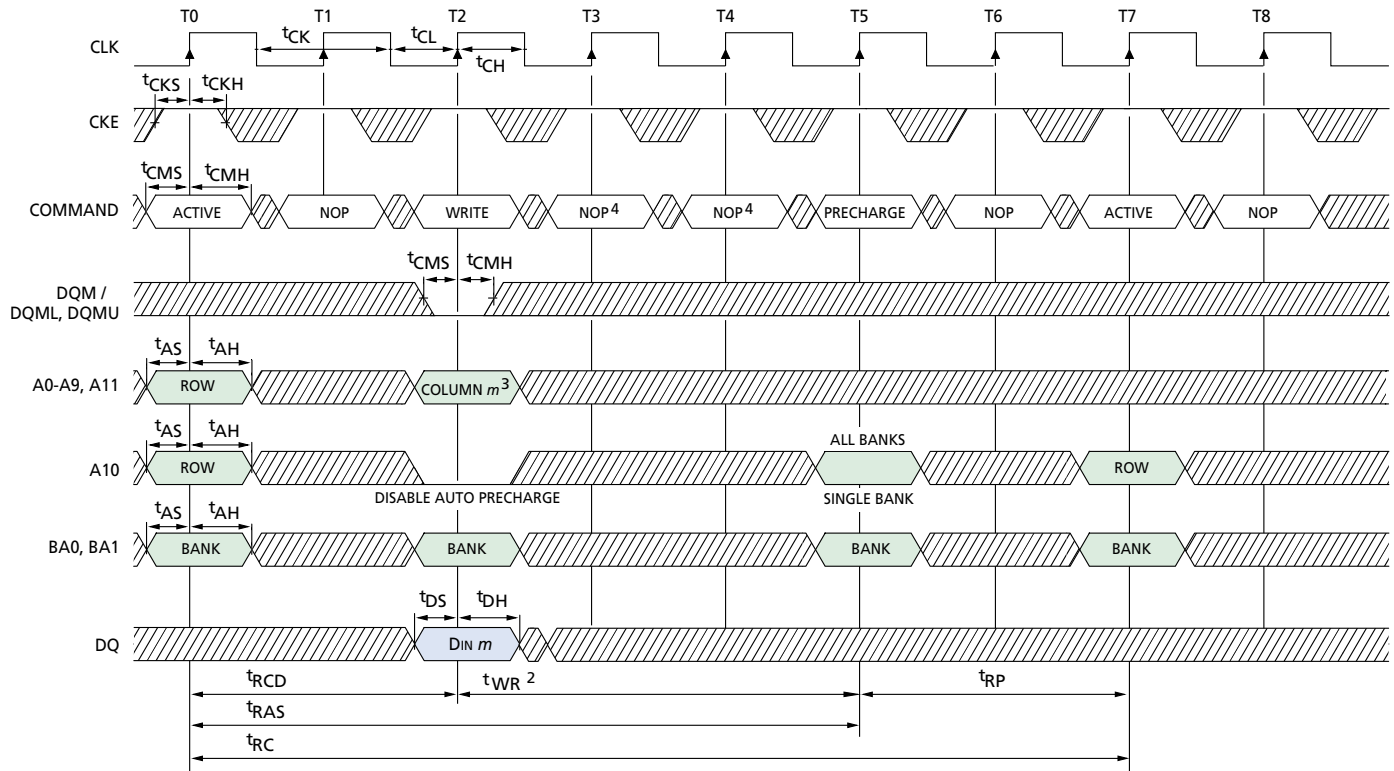 T0 T1 T2 T3 T4 T5 T6 T7 T8
CLK
tCK tCL
tCH
tCKS tCKH
CKE
tCMS tCMH
COMMAND ACTIVE NOP WRITE NOP4 NOP4 PRECHARGE NOP ACTIVE NOP
tCMS tCMH
DQM /
DQML, DQMU
tAS tAH
A0-A9, A11 ROW COLUMN m3
tAS tAH
ALL BANKS
A10 ROW ROW
DISABLE AUTO PRECHARGE SINGLE BANK
tAS tAH
BA0, BA1 BANK BANK BANK BANK
tDS tDH
DQ DIN m
tRCD tWR 2 tRP
tRAS
tRC